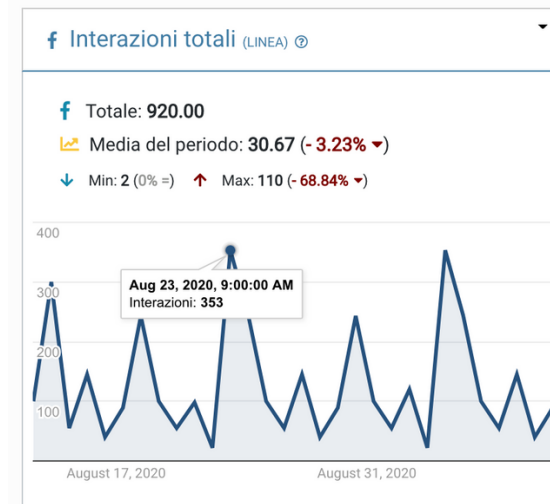 Interazioni totali (LINEA)
Totale: 920.00
Media del periodo: 30.67 (- 3.23% ▾)
Min: 2 (0% =) Max: 110 (- 68.84% ▾)
400
Aug 23, 2020, 9:00:00 AM
300
Interazioni: 353
200
100
August 17, 2020 August 31, 2020